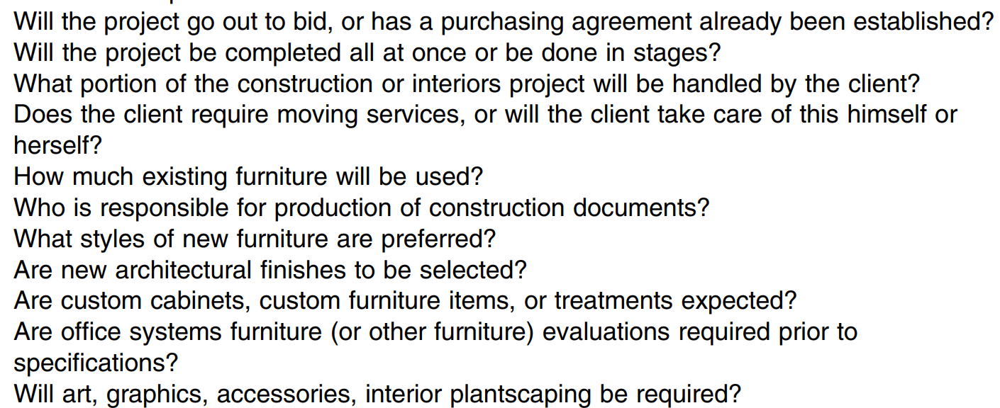 Will the project go out to bid, or has a purchasing agreement already been established?
Will the project be completed all at once or be done in stages?
What portion of the construction or interiors project will be handled by the client?
Does the client require moving services, or will the client take care of this himself or
herself?
How much existing furniture will be used?
Who is responsible for production of construction documents?
What styles of new furniture are preferred?
Are new architectural finishes to be selected?
Are custom cabinets, custom furniture items, or treatments expected?
Are office systems furniture (or other furniture) evaluations required prior to
specifications?
Will art, graphics, accessories, interior plantscaping be required?